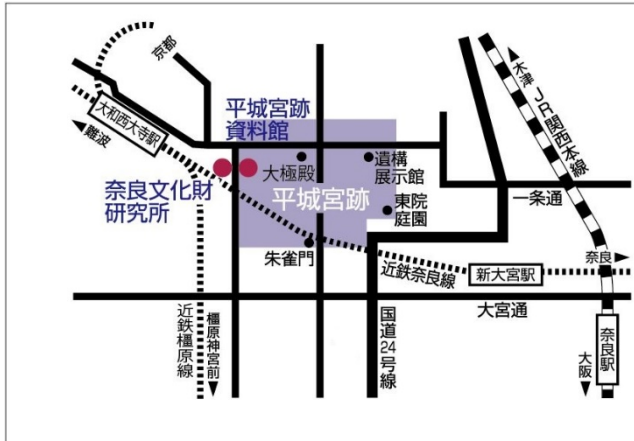 京都
木津
JR関西本線
大和西大寺駅
難波
平城宮跡
資料館
大極殿
遺構
展示館
奈良文化財
研究所
平城宮跡
東院
庭園
一条通
朱雀門
近鉄奈良線
新大宮駅
奈良
大宮通
近鉄橿原線
橿原神宮前
国道24号線
大阪
奈良駅